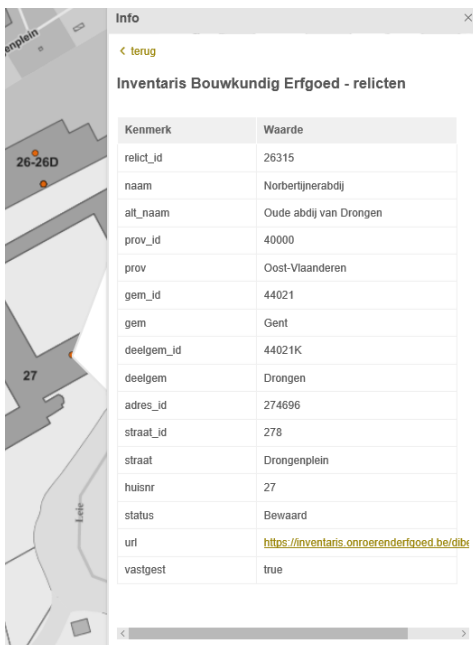 Info
enplein
< terug
Inventaris Bouwkundig Erfgoed - relicten
Kenmerk Waarde
relict_id 26315
naam Norbertijnerabdij
alt_naam Oude abdij van Drongen
prov_id 40000
prov Oost-Vlaanderen
gem_id 44021
gem Gent
deelgem_id 44021K
deelgem Drongen
adres_id 274696
straat_id 278
straat Drongenplein
huisnr 27
status Bewaard
url https://inventaris.onroerenderfgoed.be/dibe
vastgest true
26-26D
27
Leie